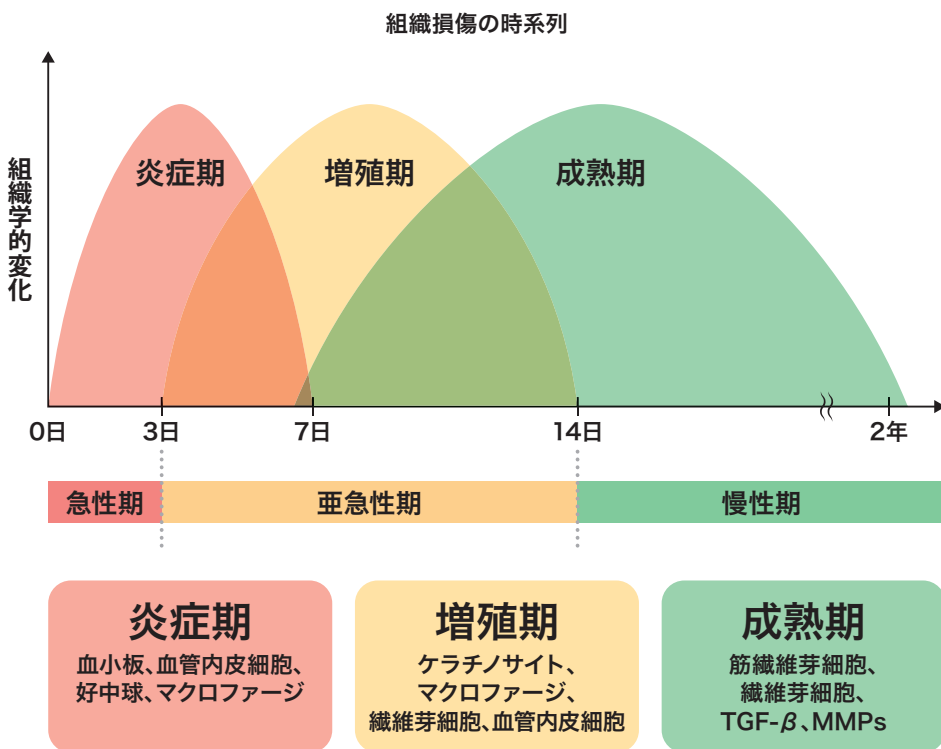 組織損傷の時系列
組織学的変化
炎症期
増殖期
成熟期
0日
3日
7日
14日
2年
急性期
亜急性期
慢性期
炎症期
血小板、血管内皮細胞、
好中球、マクロファージ
増殖期
ケラチノサイト、
マクロファージ、
繊維芽細胞、血管内皮細胞
成熟期
筋繊維芽細胞、
繊維芽細胞、
TGF-β、MMPs